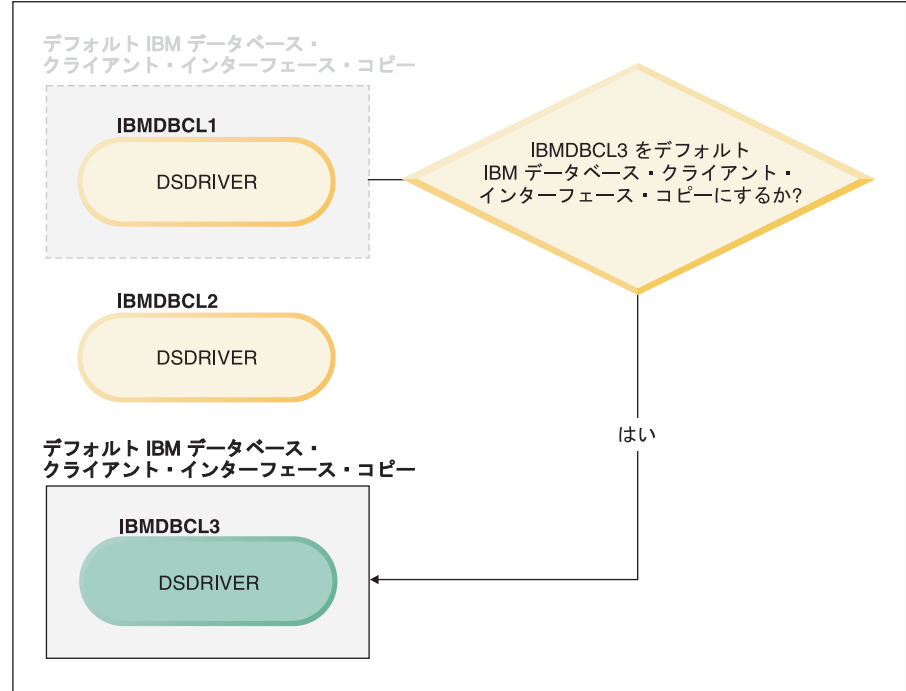 デフォルト IBM データベース・
クライアント・インターフェース・コピー
IBMDBCL1
DSDRIVER
IBMDBCL3 をデフォルト
IBM データベース・クライアント・
インターフェース・コピーにするか?
IBMDBCL2
DSDRIVER
はい
デフォルト IBM データベース・
クライアント・インターフェース・コピー
IBMDBCL3
DSDRIVER